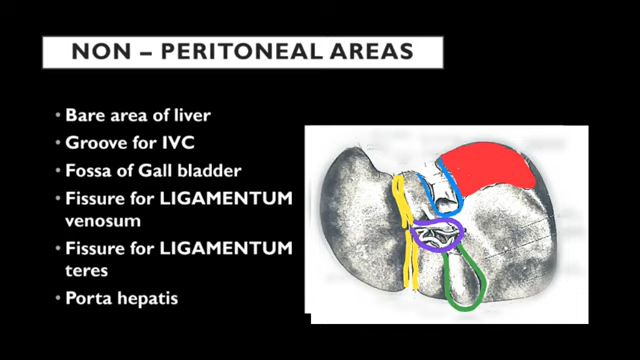 NON – PERITONEAL AREAS
• Bare area of liver
• Groove for IVC
• Fossa of Gall bladder
• Fissure for LIGAMENTUM
venosum
• Fissure for LIGAMENTUM
teres
• Porta hepatis